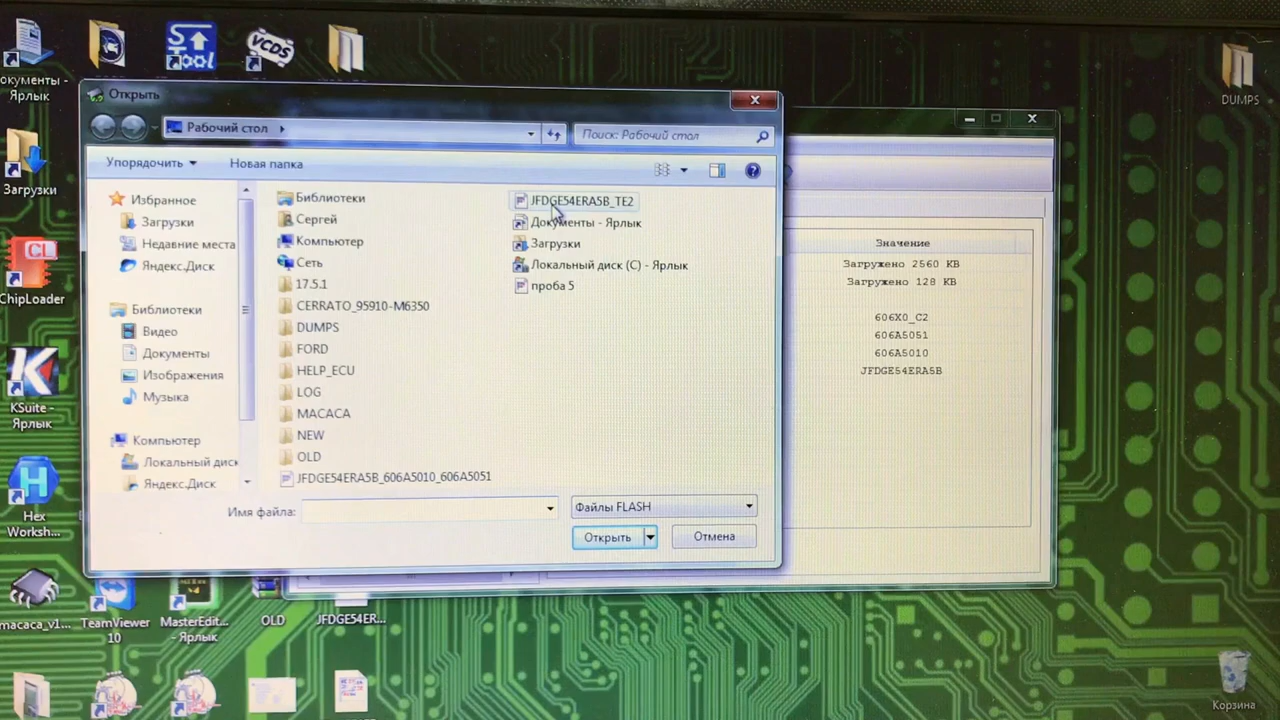 окументы -
Ярлык
S
Tool
VCDS
DUMPS
Открыть
Рабочий стол
Поиск: Рабочий стол
Упорядочить
Новая папка
Избранное
Загрузки
Недавние места
Яндекс.Диск
Библиотеки
Видео
Документы
Изображения
Музыка
Компьютер
Локальный диск
Яндекс.Диск
Библиотеки
Сергей
Компьютер
Сеть
17.5.1
CERRATO_95910-M6350
DUMPS
FORD
HELP_ECU
LOG
MACACA
NEW
OLD
JFDGE54ERA5B_606A5010_606A5051
JFDGE54ERA5B_TE2
Документы - Ярлык
Загрузки
Локальный диск (C) - Ярлык
проба 5
Имя файла:
Файлы FLASH
Открыть
Отмена
Значение
Загружено 2560 KB
Загружено 128 KB
606X0_C2
606A5051
606A5010
JFDGE54ERA5B
Загрузки
CL
ChipLoader
K
KSuite -
Ярлык
H
Hex
Worksh...
macaca_v1...
TeamViewer
10
MasterEdit...
- Ярлык
OLD
JFDGE54ER...
Корзина